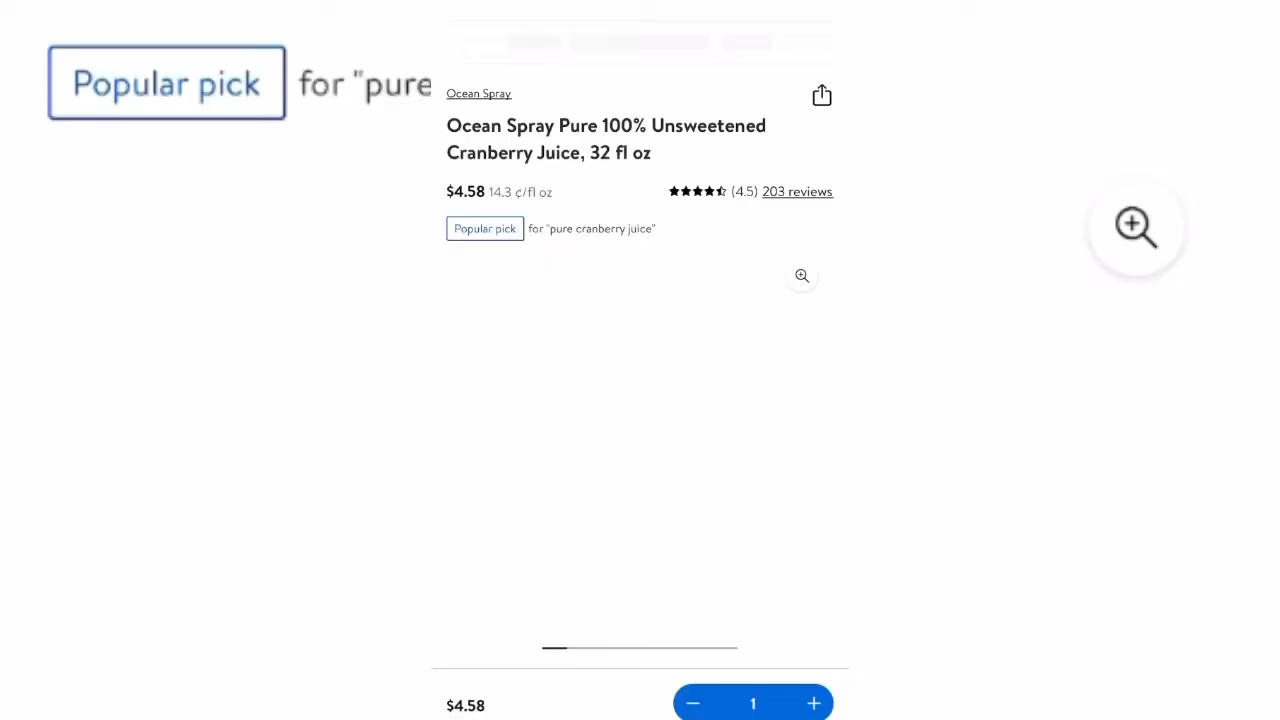 Popular pick for "pure
Ocean Spray
Ocean Spray Pure 100% Unsweetened
Cranberry Juice, 32 fl oz
$4.58 14.3 ¢/fl oz (4.5) 203 reviews
Popular pick for "pure cranberry juice"
$4.58 − 1 +